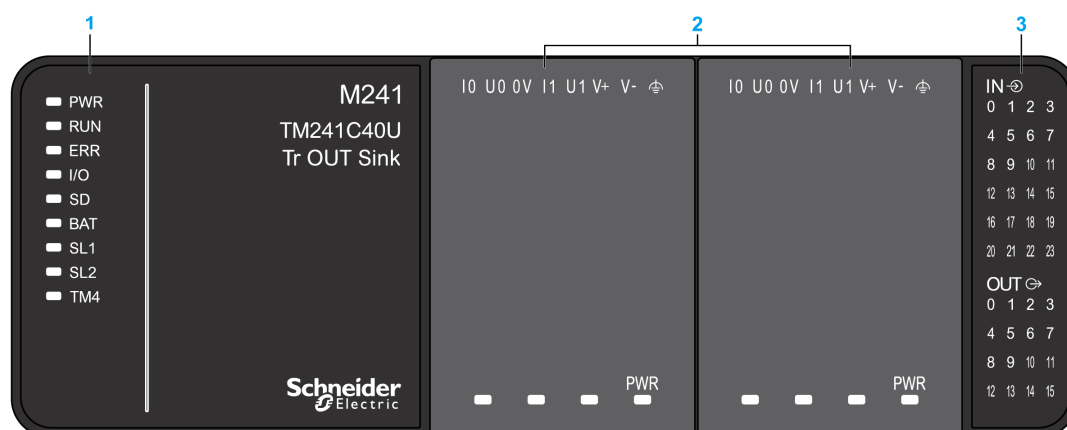 1
2
3
PWR
RUN
ERR
I/O
SD
BAT
SL1
SL2
TM4
M241
TM241C40U
Tr OUT Sink
Schneider
Electric
I0 U0 0V I1 U1 V+ V-
PWR
I0 U0 0V I1 U1 V+ V-
PWR
IN
0 1 2 3
4 5 6 7
8 9 10 11
12 13 14 15
16 17 18 19
20 21 22 23
OUT
0 1 2 3
4 5 6 7
8 9 10 11
12 13 14 15